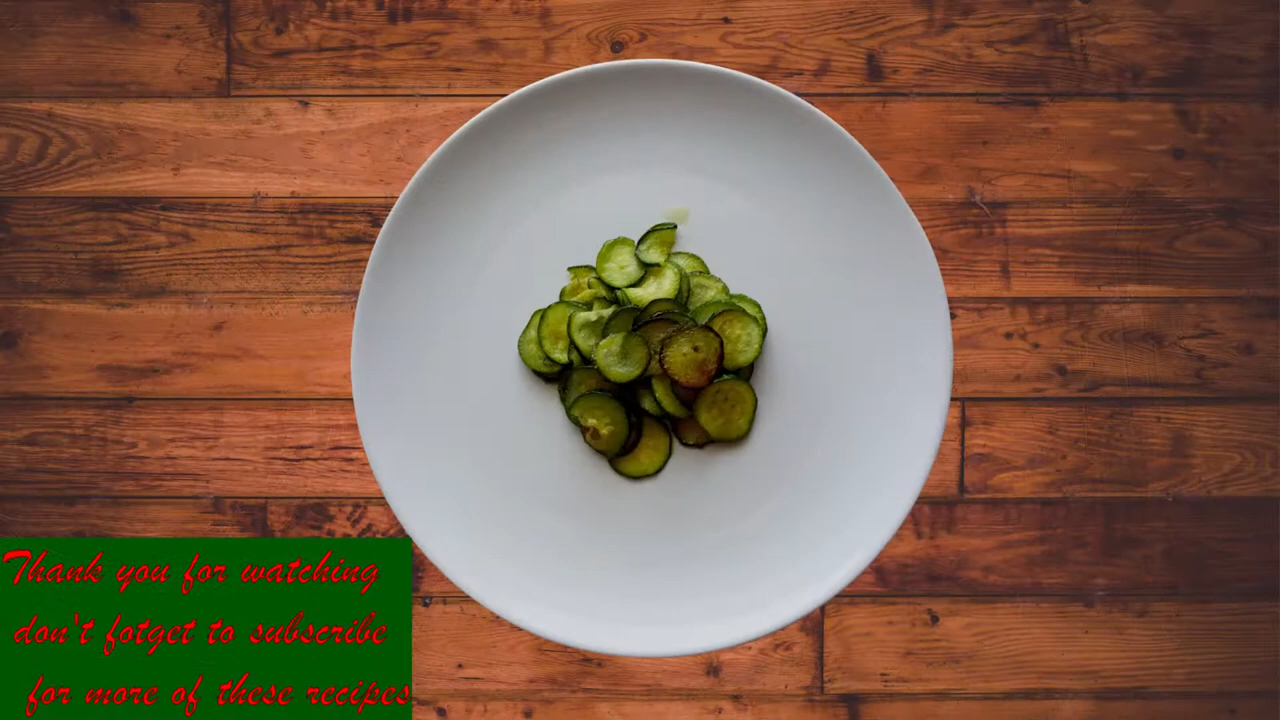 Thank you for watching
don't fotget to subscribe
for more of these recipes